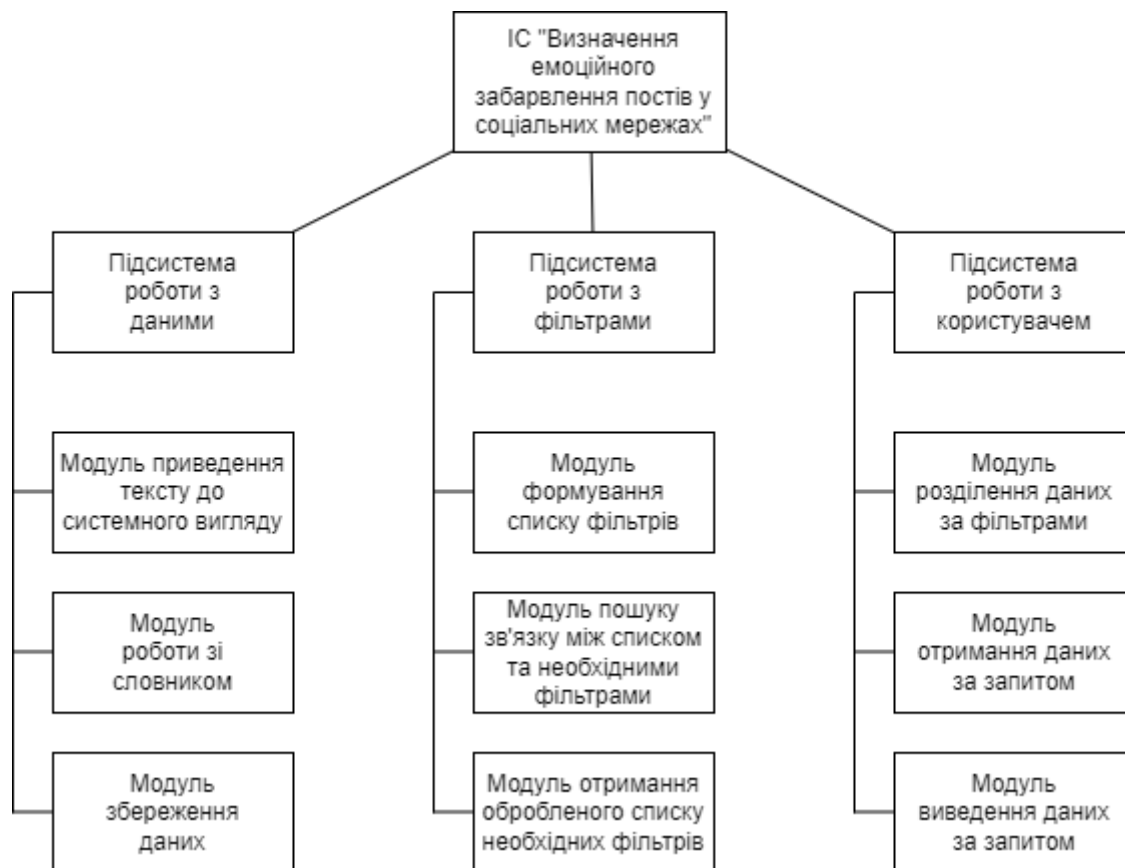 ІС "Визначення
емоційного
забарвлення постів у
соціальних мережах"
Підсистема
роботи з
даними
Підсистема
роботи з
фільтрами
Підсистема
роботи з
користувачем
Модуль приведення
тексту до
системного вигляду
Модуль
формування
списку фільтрів
Модуль
розділення даних
за фільтрами
Модуль
роботи зі
словником
Модуль пошуку
зв'язку між списком
та необхідними
фільтрами
Модуль
отримання даних
за запитом
Модуль
збереження
даних
Модуль отримання
обробленого списку
необхідних фільтрів
Модуль
виведення даних
за запитом